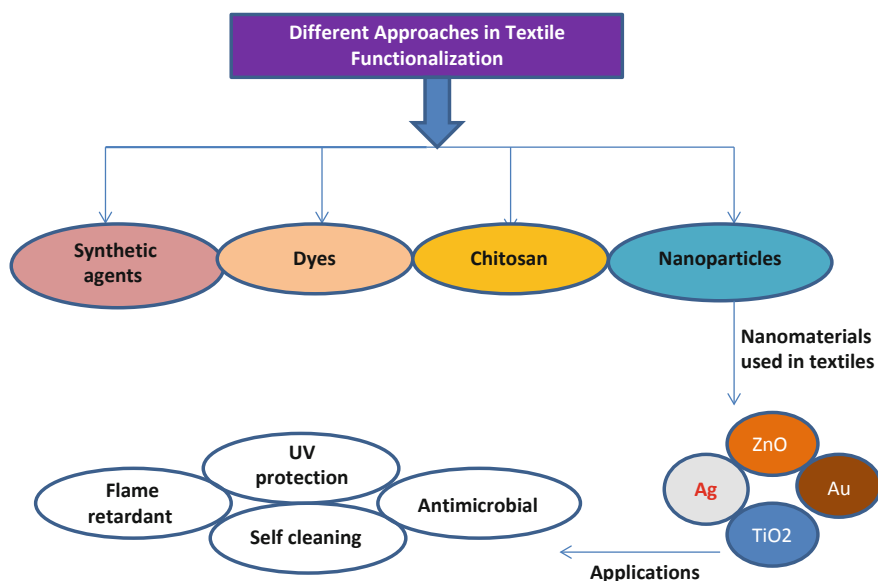 Different Approaches in Textile
Functionalization
Synthetic
agents
Dyes
Chitosan
Nanoparticles
Nanomaterials
used in textiles
ZnO
Ag
Au
TiO2
Applications
UV
protection
Flame
retardant
Antimicrobial
Self cleaning